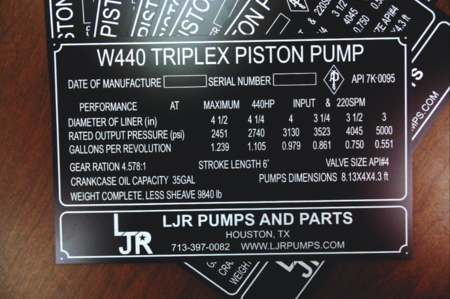 W440 TRIPLEX PISTON PUMP
DATE OF MANUFACTURE SERIAL NUMBER API 7K-0095
PERFORMANCE AT MAXIMUM 440HP INPUT & 220SPM
DIAMETER OF LINER (in) 4 1/2 4 1/4 4 3 1/4 3 1/2 3
RATED OUTPUT PRESSURE (psi) 2451 2740 3130 3523 4045 5000
GALLONS PER REVOLUTION 1.239 1.105 0.979 0.861 0.750 0.551
GEAR RATION 4.578:1 STROKE LENGTH 6" VALVE SIZE API#4
CRANKCASE OIL CAPACITY 35GAL PUMPS DIMENSIONS 8.13X4X4.3 ft
WEIGHT COMPLETE, LESS SHEAVE 9840 lb
LJR LJR PUMPS AND PARTS
HOUSTON, TX
713-397-0082 WWW.LJRPUMPS.COM